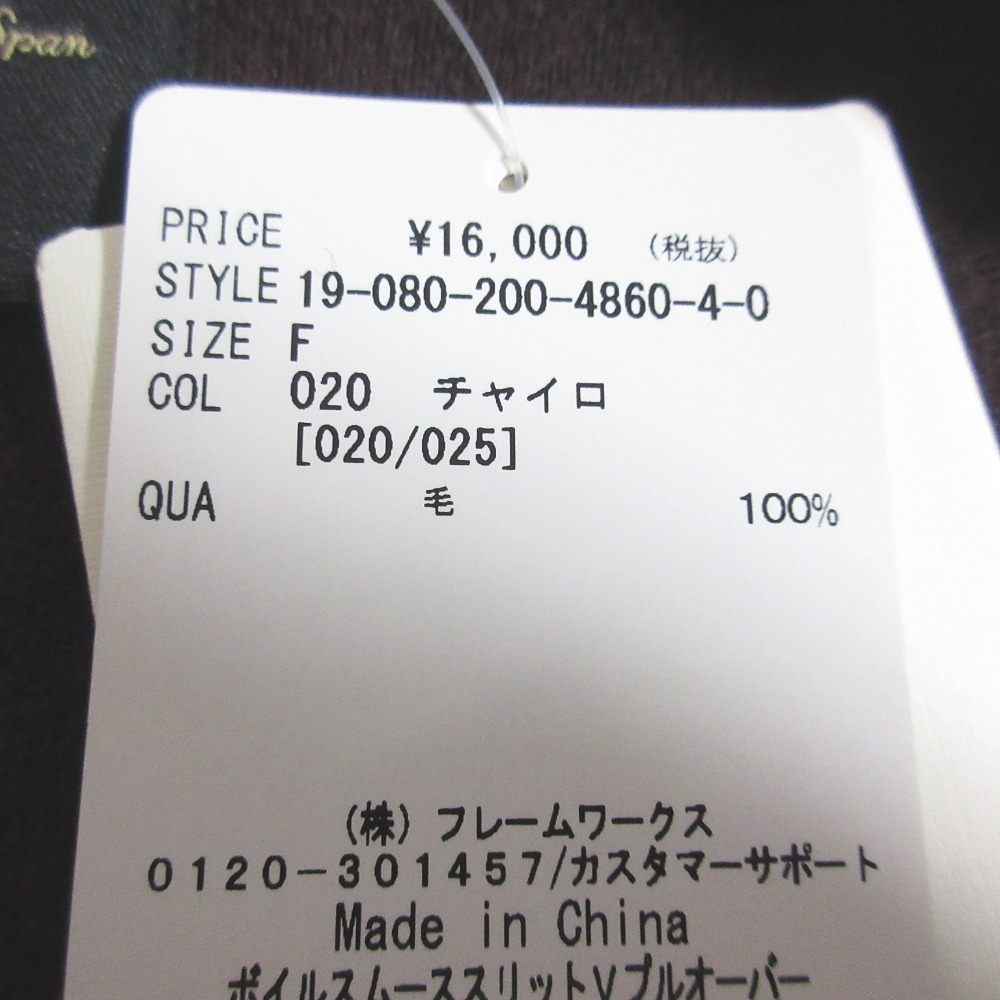 Span
PRICE ¥16,000 (税抜)
STYLE 19-080-200-4860-4-0
SIZE F
COL 020 チャイロ
[020/025]
QUA 毛 100%
(株) フレームワークス
0120-301457/カスタマーサポート
Made in China
ボイルスムーススリットVプルオーバー